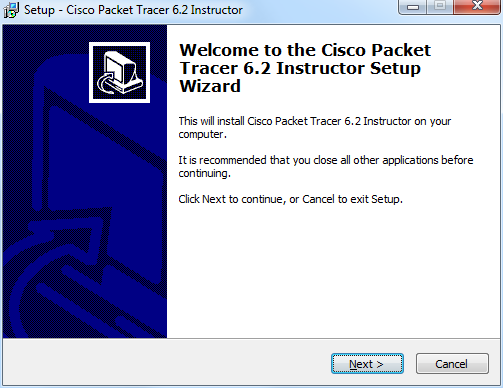 Setup - Cisco Packet Tracer 6.2 Instructor
Welcome to the Cisco Packet
Tracer 6.2 Instructor Setup
Wizard
This will install Cisco Packet Tracer 6.2 Instructor on your
computer.
It is recommended that you close all other applications before
continuing.
Click Next to continue, or Cancel to exit Setup.
Next >
Cancel